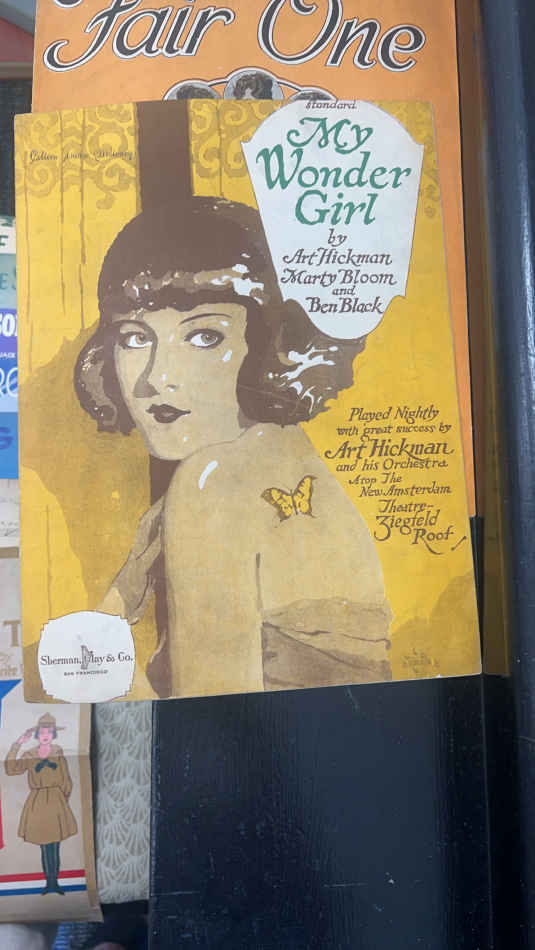 Fair One
Standard
My
Wonder
Girl
by
Art Hickman
Marty Bloom
and
Ben Black
Played Nightly
with great success by
Art Hickman
and his Orchestra
Atop The
New Amsterdam
Theatre-
Ziegfeld
Roof
Sherman, Clay & Co.
SAN FRANCISCO